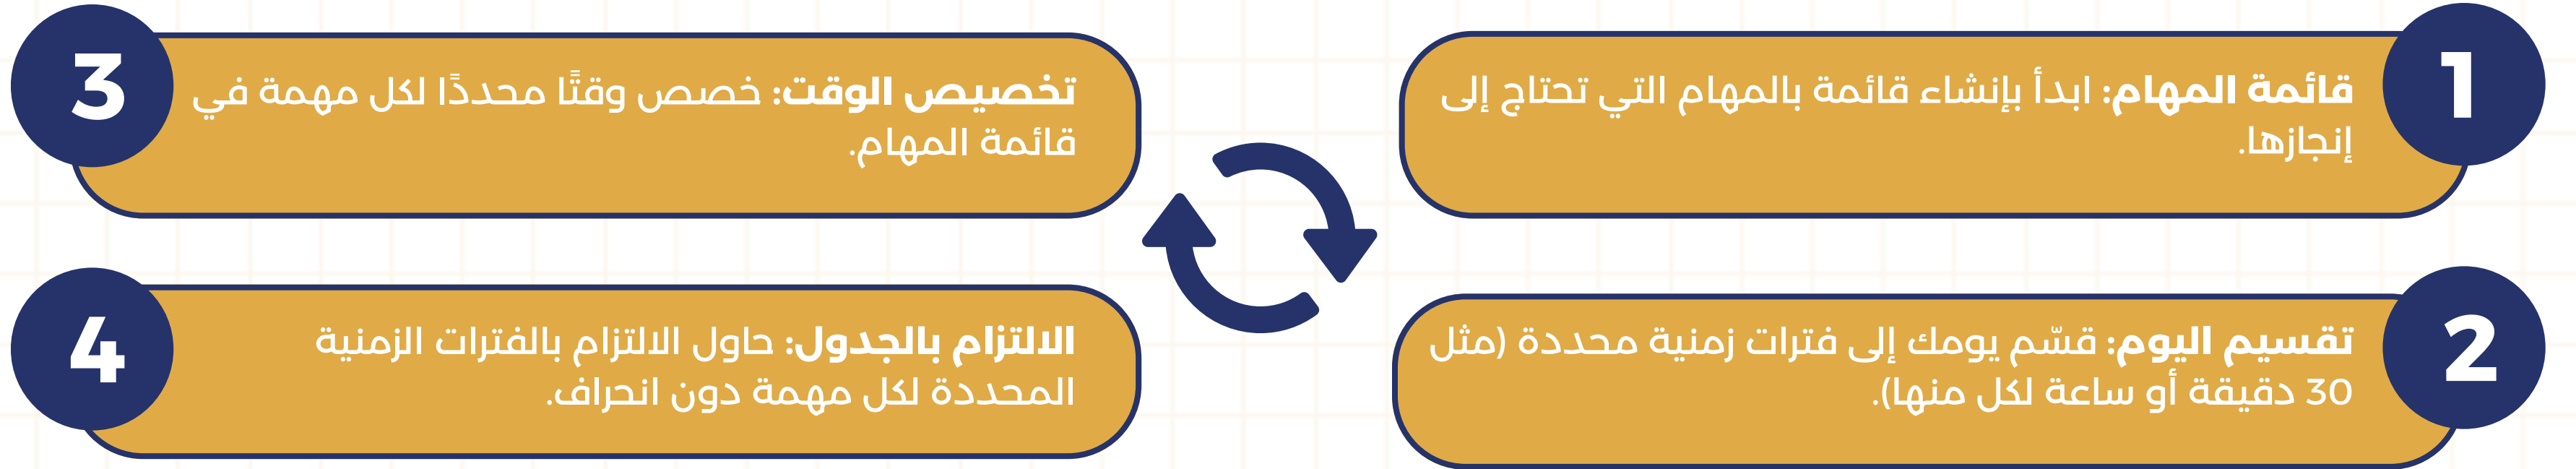 1
قائمة المهام: ابدأ بإنشاء قائمة بالمهام التي تحتاج إلى
إنجازها.
2
تقسيم اليوم: قسّم يومك إلى فترات زمنية محددة (مثل
30 دقيقة أو ساعة لكل منها).
3
تخصيص الوقت: خصص وقتًا محددًا لكل مهمة في
قائمة المهام.
4
الالتزام بالجدول: حاول الالتزام بالفترات الزمنية
المحددة لكل مهمة دون انحراف.